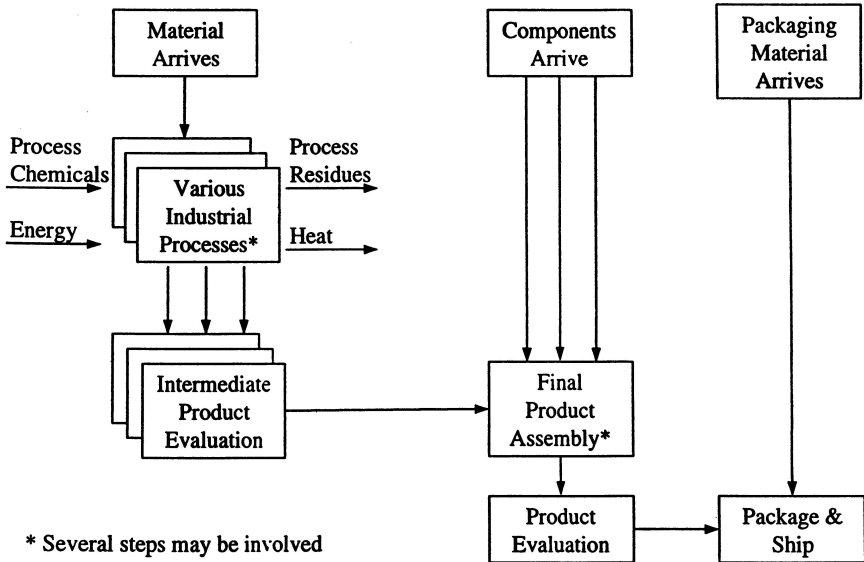 Material
Arrives
Components
Arrive
Packaging
Material
Arrives
Process
Chemicals
Energy
Various
Industrial
Processes*
Process
Residues
Heat
Intermediate
Product
Evaluation
Final
Product
Assembly*
Product
Evaluation
Package &
Ship
* Several steps may be involved